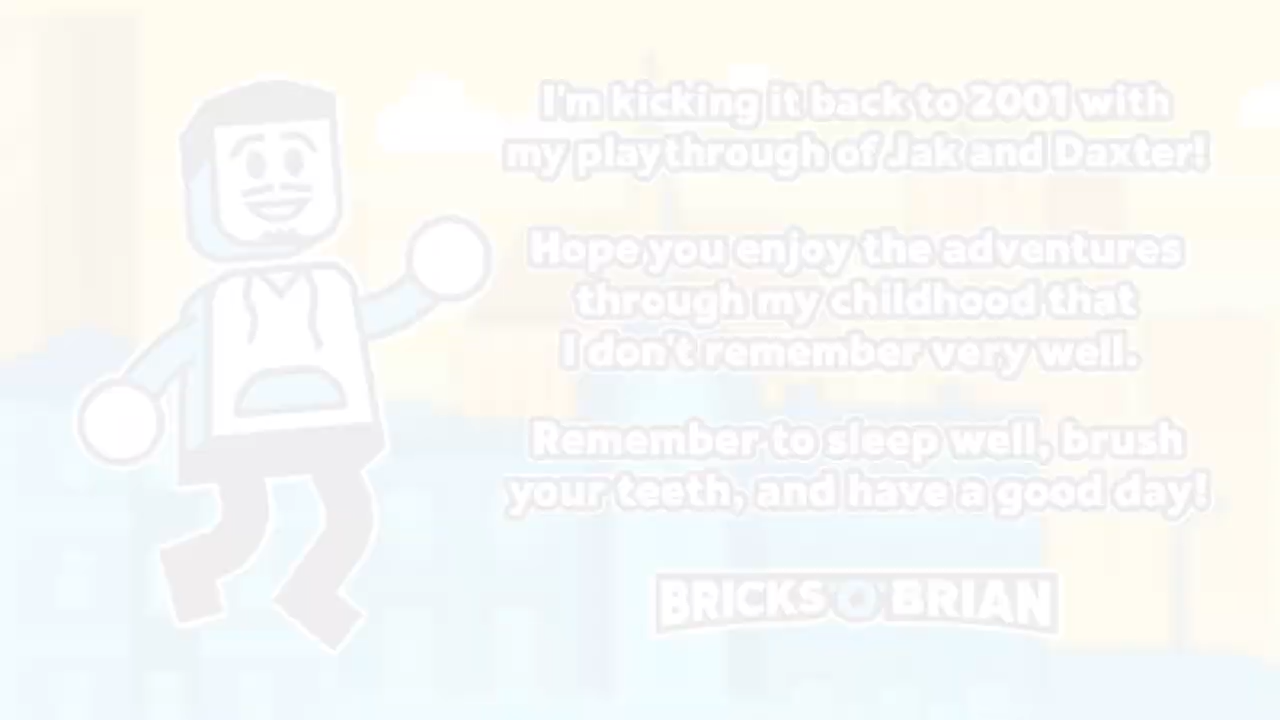 I'm kicking it back to 2001 with
my playthrough of Jak and Daxter!
Hope you enjoy the adventures
through my childhood that
I don't remember very well.
Remember to sleep well, brush
your teeth, and have a good day!
BRICKS O' BRIAN